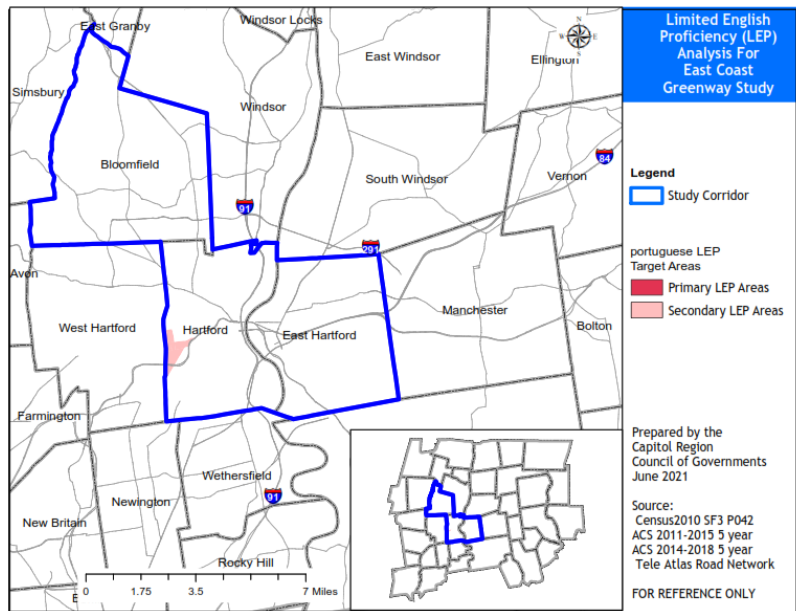 Limited English
Proficiency (LEP)
Analysis For
East Coast
Greenway Study
Legend
Study Corridor
portuguese LEP
Target Areas
Primary LEP Areas
Secondary LEP Areas
Prepared by the
Capitol Region
Council of Governments
June 2021
Source:
Census2010 SF3 P042
ACS 2011-2015 5 year
ACS 2014-2018 5 year
Tele Atlas Road Network
FOR REFERENCE ONLY
East Granby
Windsor Locks
East Windsor
Ellington
N
W
E
S
Simsbury
Windsor
Bloomfield
84
South Windsor
Vernon
91
291
Avon
West Hartford
Hartford
East Hartford
Manchester
Bolton
Farmington
Wethersfield
Newington
91
New Britain
Rocky Hill
0 1.75 3.5 7 Miles